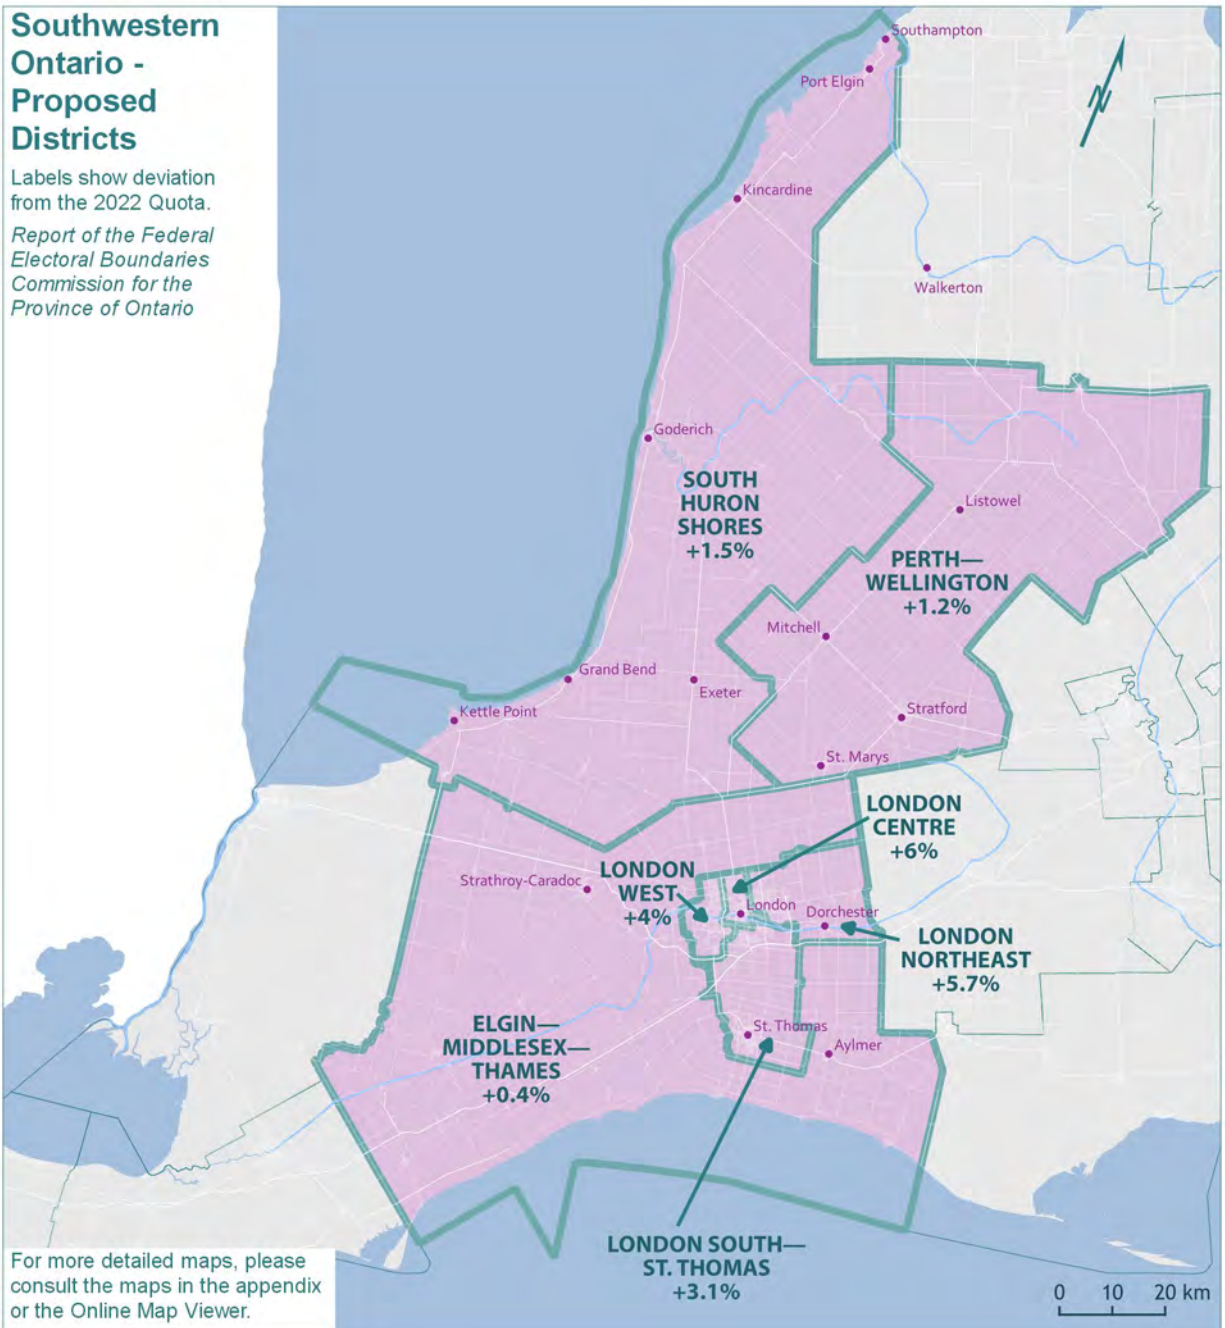 Southwestern
Ontario -
Proposed
Districts
Labels show deviation
from the 2022 Quota.
Report of the Federal
Electoral Boundaries
Commission for the
Province of Ontario
Southampton
Port Elgin
N
Kincardine
Walkerton
Goderich
SOUTH
HURON
SHORES
+1.5%
Listowel
PERTH—
WELLINGTON
+1.2%
Mitchell
Grand Bend
Exeter
Kettle Point
Stratford
St. Marys
LONDON
CENTRE
+6%
LONDON
WEST
+4%
Strathroy-Caradoc
London
Dorchester
LONDON
NORTHEAST
+5.7%
ELGIN—
MIDDLESEX—
THAMES
+0.4%
St. Thomas
Aylmer
LONDON SOUTH—
ST. THOMAS
+3.1%
For more detailed maps, please
consult the maps in the appendix
or the Online Map Viewer.
0 10 20 km